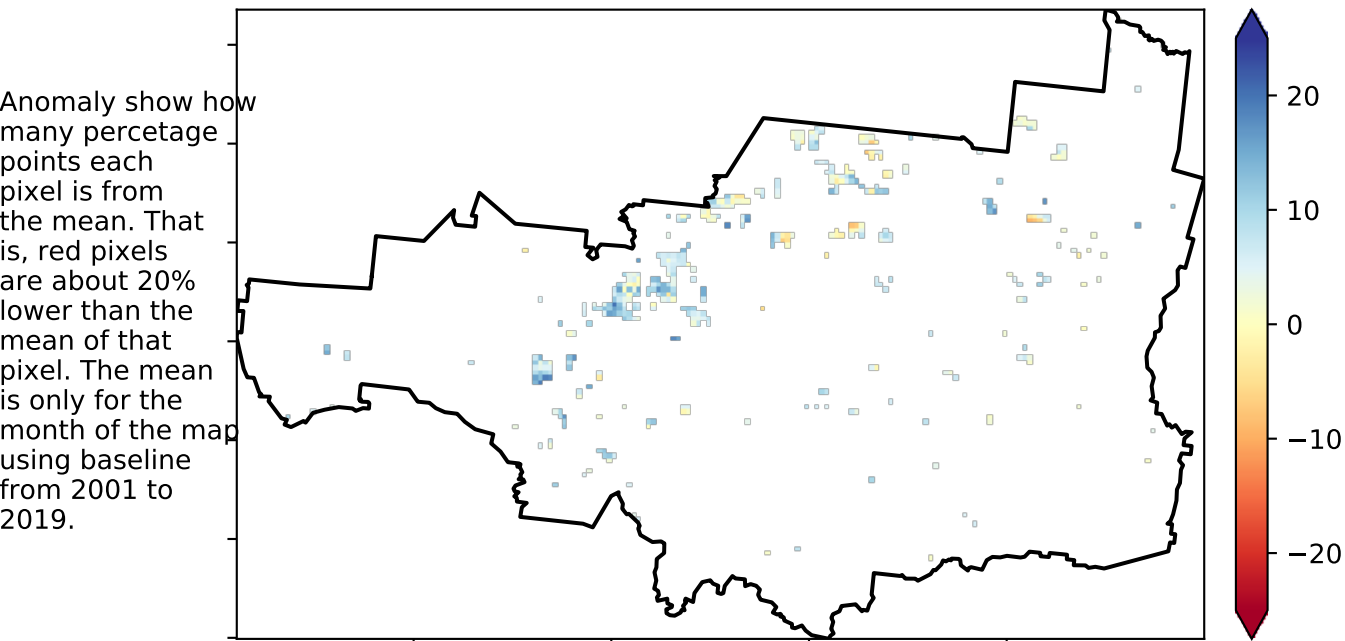 Anomaly show how
many percetage
points each
pixel is from
the mean. That
is, red pixels
are about 20%
lower than the
mean of that
pixel. The mean
is only for the
month of the map
using baseline
from 2001 to
2019.
20
10
0
−10
−20